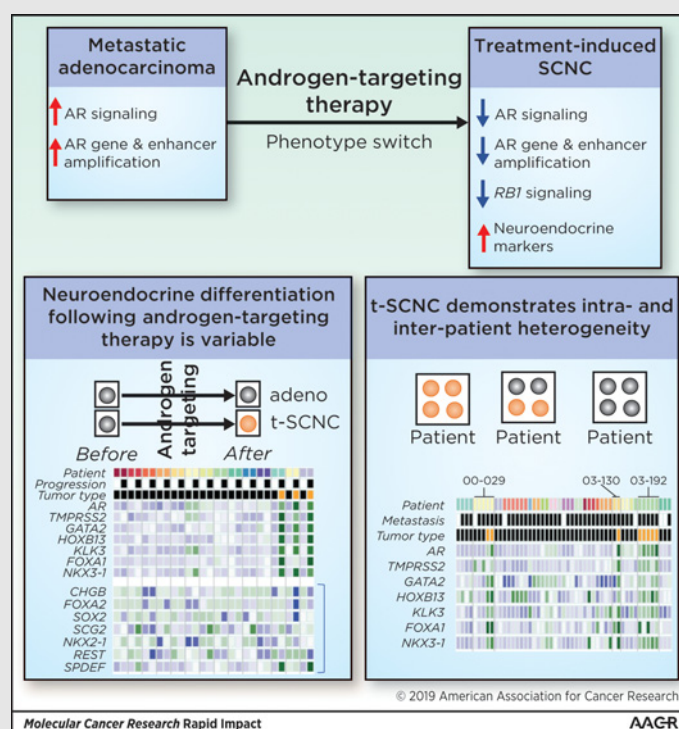 Metastatic
adenocarcinoma
AR signaling
AR gene & enhancer
amplification
Androgen-targeting
therapy
Phenotype switch
Treatment-induced
SCNC
AR signaling
AR gene & enhancer
amplification
RB1 signaling
Neuroendocrine
markers
Neuroendocrine differentiation
following androgen-targeting
therapy is variable
Androgen
targeting
adeno
t-SCNC
Before
After
Patient
Progression
Tumor type
AR
TMPRSS2
GATA2
HOXB13
KLK3
FOXA1
NKX3-1
CHGB
FOXA2
SOX2
SCG2
NKX2-1
REST
SPDEF
t-SCNC demonstrates intra- and
inter-patient heterogeneity
Patient
Patient
Patient
00-029
03-130
03-192
Patient
Metastasis
Tumor type
AR
TMPRSS2
GATA2
HOXB13
KLK3
FOXA1
NKX3-1
© 2019 American Association for Cancer Research
Molecular Cancer Research Rapid Impact
AACR